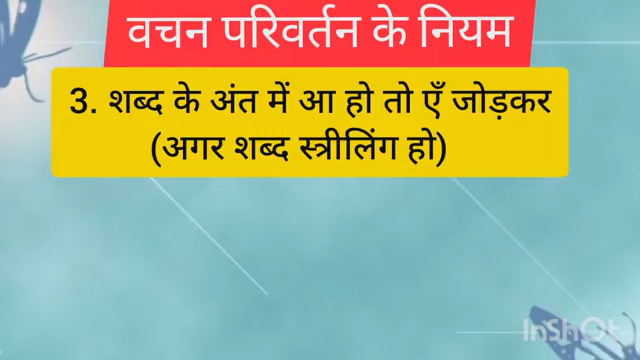 वचन परिवर्तन के नियम
3. शब्द के अंत में आ हो तो एँ जोड़कर
(अगर शब्द स्त्रीलिंग हो)
InShOt